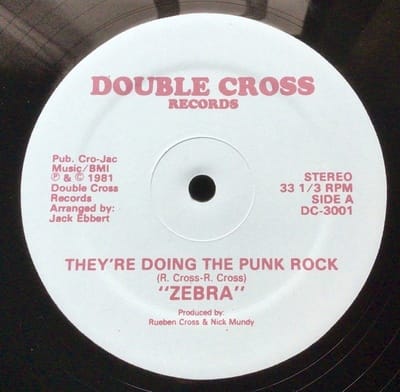 DOUBLE CROSS
RECORDS
Pub. Cro-Jac
Music/BMI
℗ & © 1981
Double Cross
Records
Arranged by:
Jack Ebbert
STEREO
33 1/3 RPM
SIDE A
DC-3001
THEY'RE DOING THE PUNK ROCK
(R. Cross-R. Cross)
"ZEBRA"
Produced by:
Rueben Cross & Nick Mundy